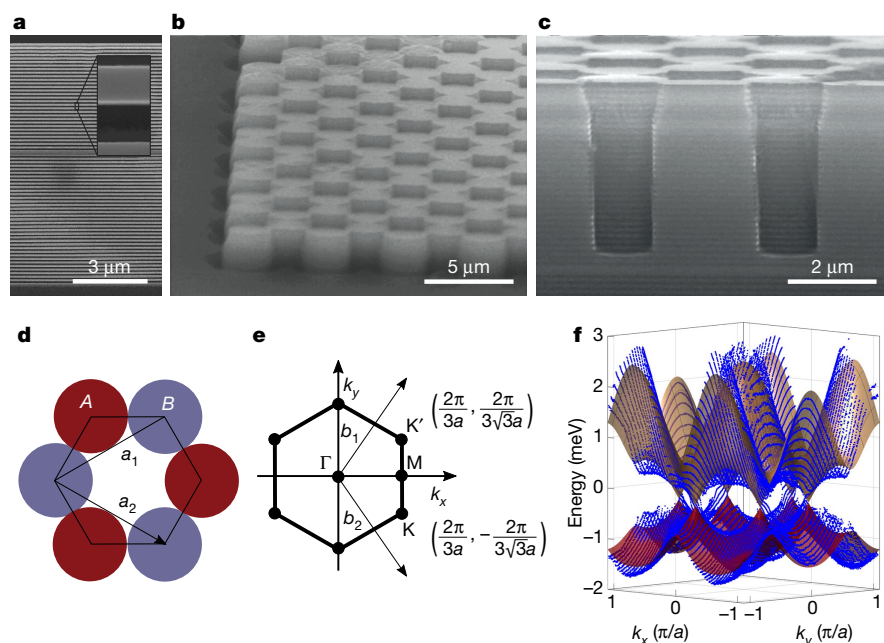 a
b
c
3 μm
5 μm
2 μm
d
A
B
a1
a2
e
ky
b1
K′ (2π/3a, 2π/3√3a)
Γ
M
kx
b2
K (2π/3a, −2π/3√3a)
f
3
2
1
0
−1
−2
Energy (meV)
1 0 −1 −1 0 1
kx (π/a) ky (π/a)